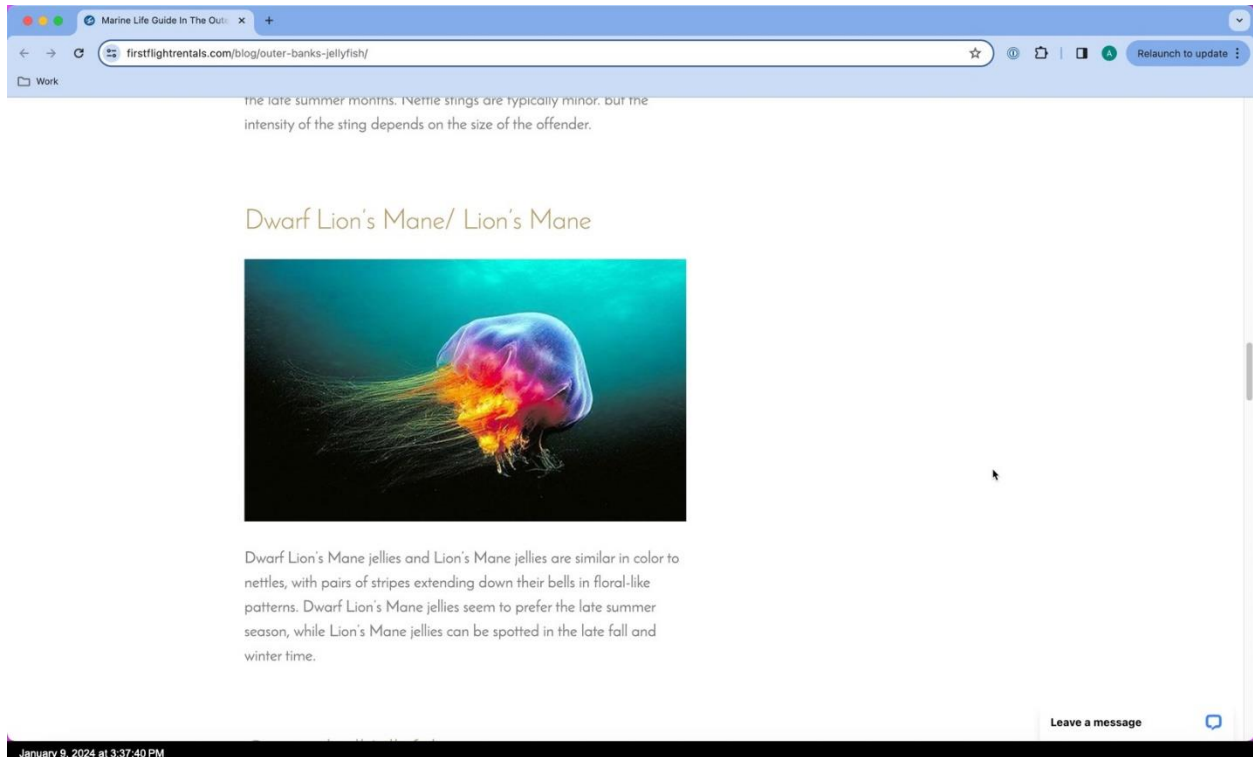 Marine Life Guide In The Oute
firstflightrentals.com/blog/outer-banks-jellyfish/
Relaunch to update
A
Work
the late summer months. Nettle stings are typically minor. but the
intensity of the sting depends on the size of the offender.
Dwarf Lion's Mane/ Lion's Mane
Dwarf Lion's Mane jellies and Lion's Mane jellies are similar in color to
nettles, with pairs of stripes extending down their bells in floral-like
patterns. Dwarf Lion's Mane jellies seem to prefer the late summer
season, while Lion's Mane jellies can be spotted in the late fall and
winter time.
Leave a message
January 9, 2024 at 3:37:40 PM